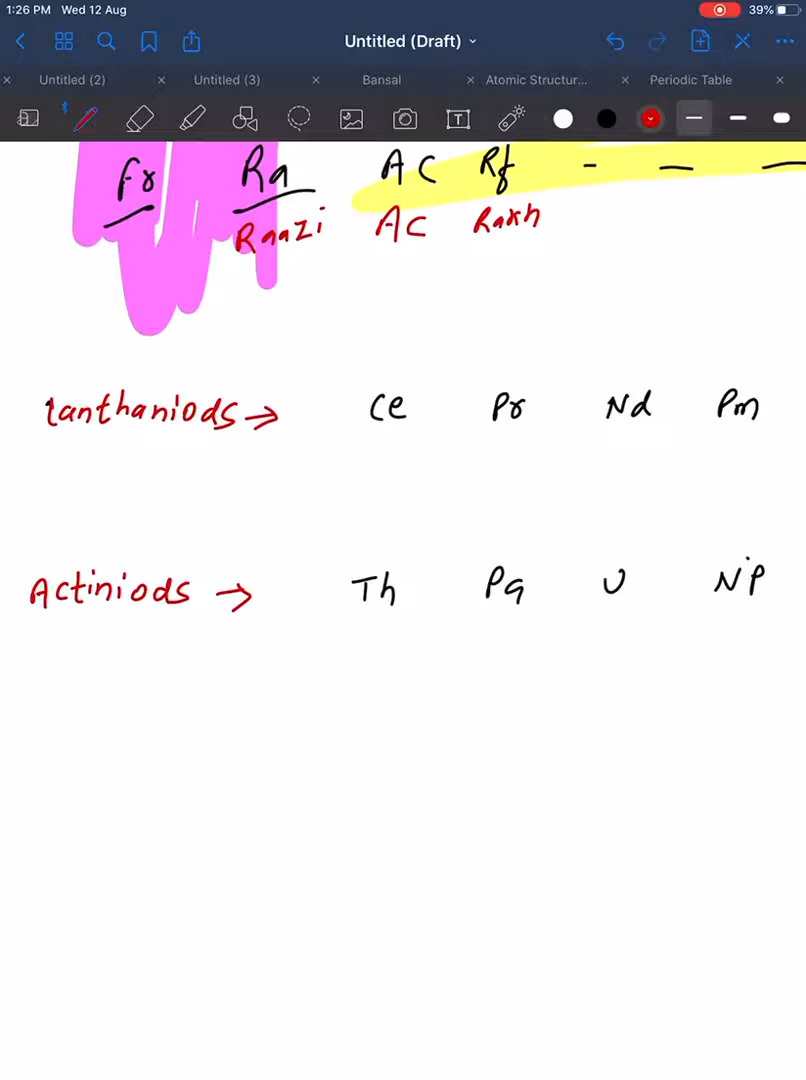 1:26 PM Wed 12 Aug 39%
Untitled (Draft)
Untitled (2) Untitled (3) Bansal Atomic Structur... Periodic Table
T
Fr Ra AC Rf - - -
Raazi AC Raxh
lanthaniods → Ce Pr Nd Pm
Actiniods → Th Pa U Np